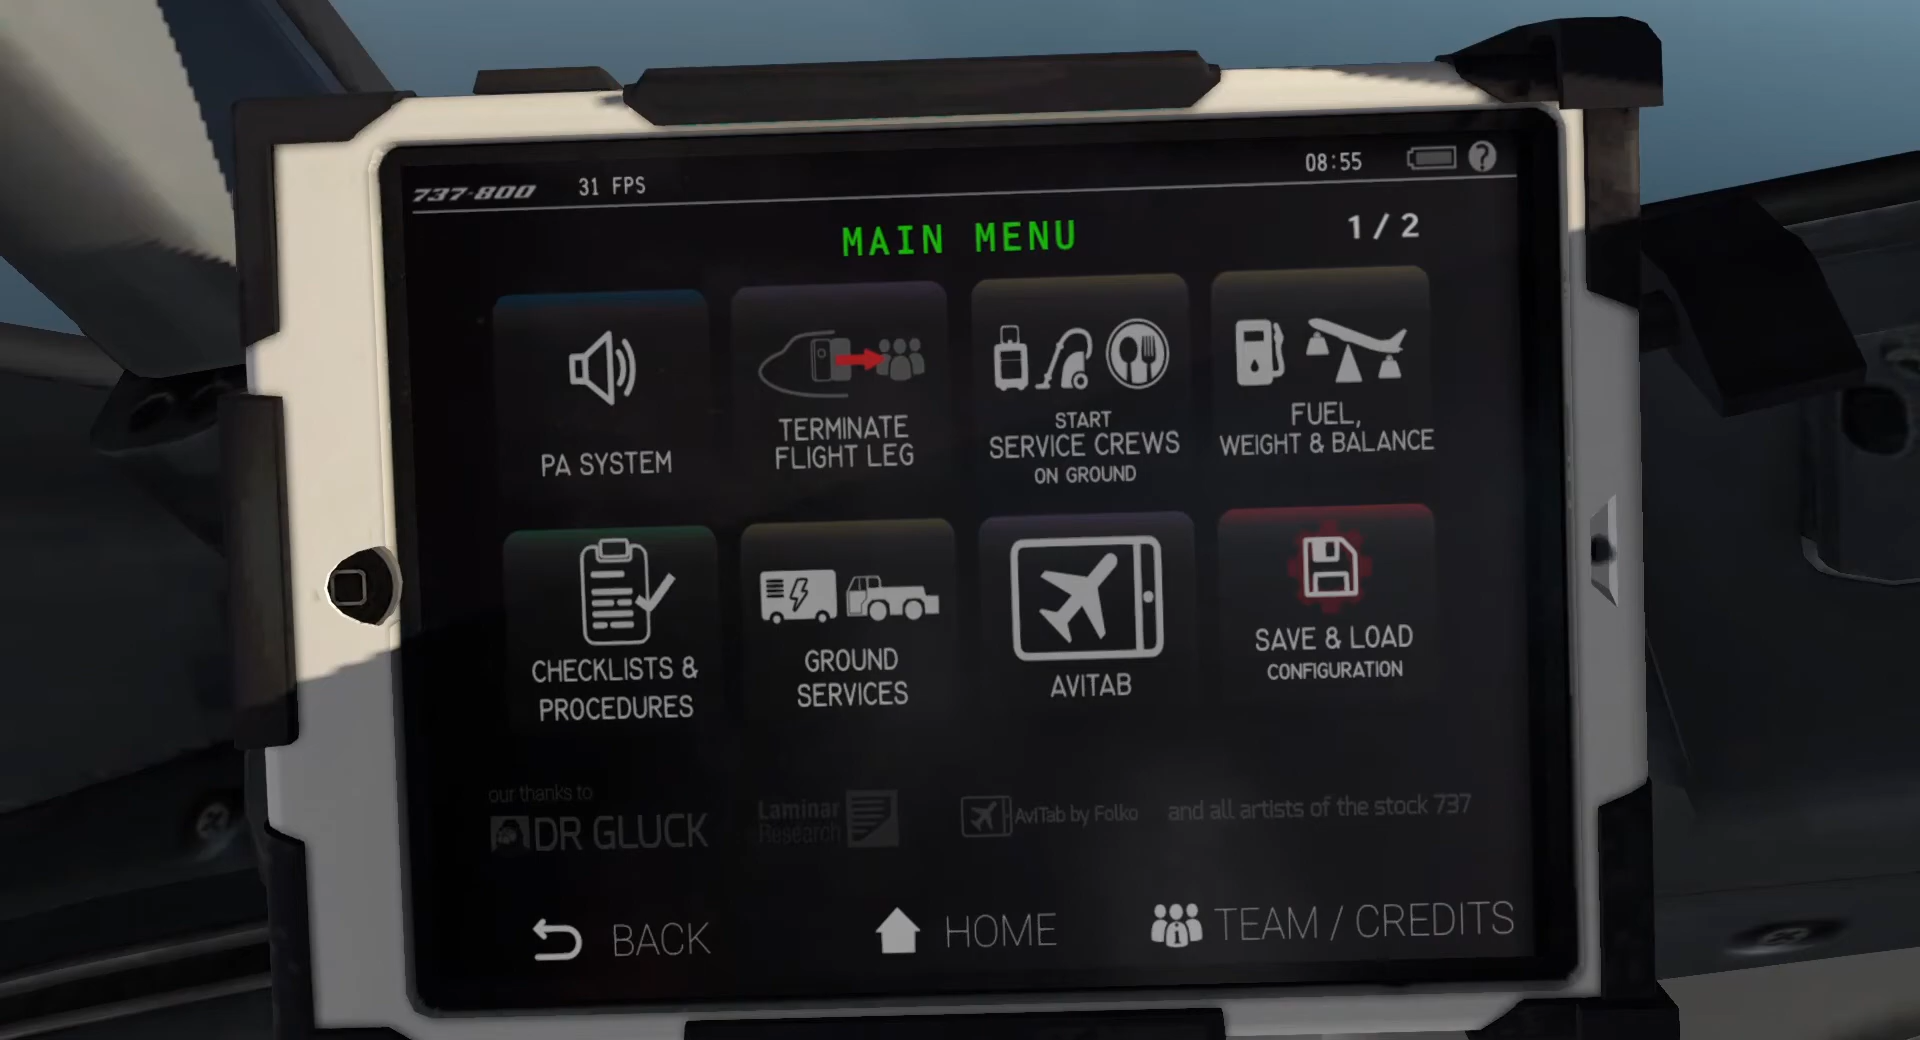 737-800 31 FPS 08:55 ?
MAIN MENU 1 / 2
PA SYSTEM
TERMINATE
FLIGHT LEG
START
SERVICE CREWS
ON GROUND
FUEL,
WEIGHT & BALANCE
CHECKLISTS &
PROCEDURES
GROUND
SERVICES
AVITAB
SAVE & LOAD
CONFIGURATION
our thanks to
DR GLUCK
Laminar
Research
AviTab by Folko
and all artists of the stock 737
BACK
HOME
TEAM / CREDITS